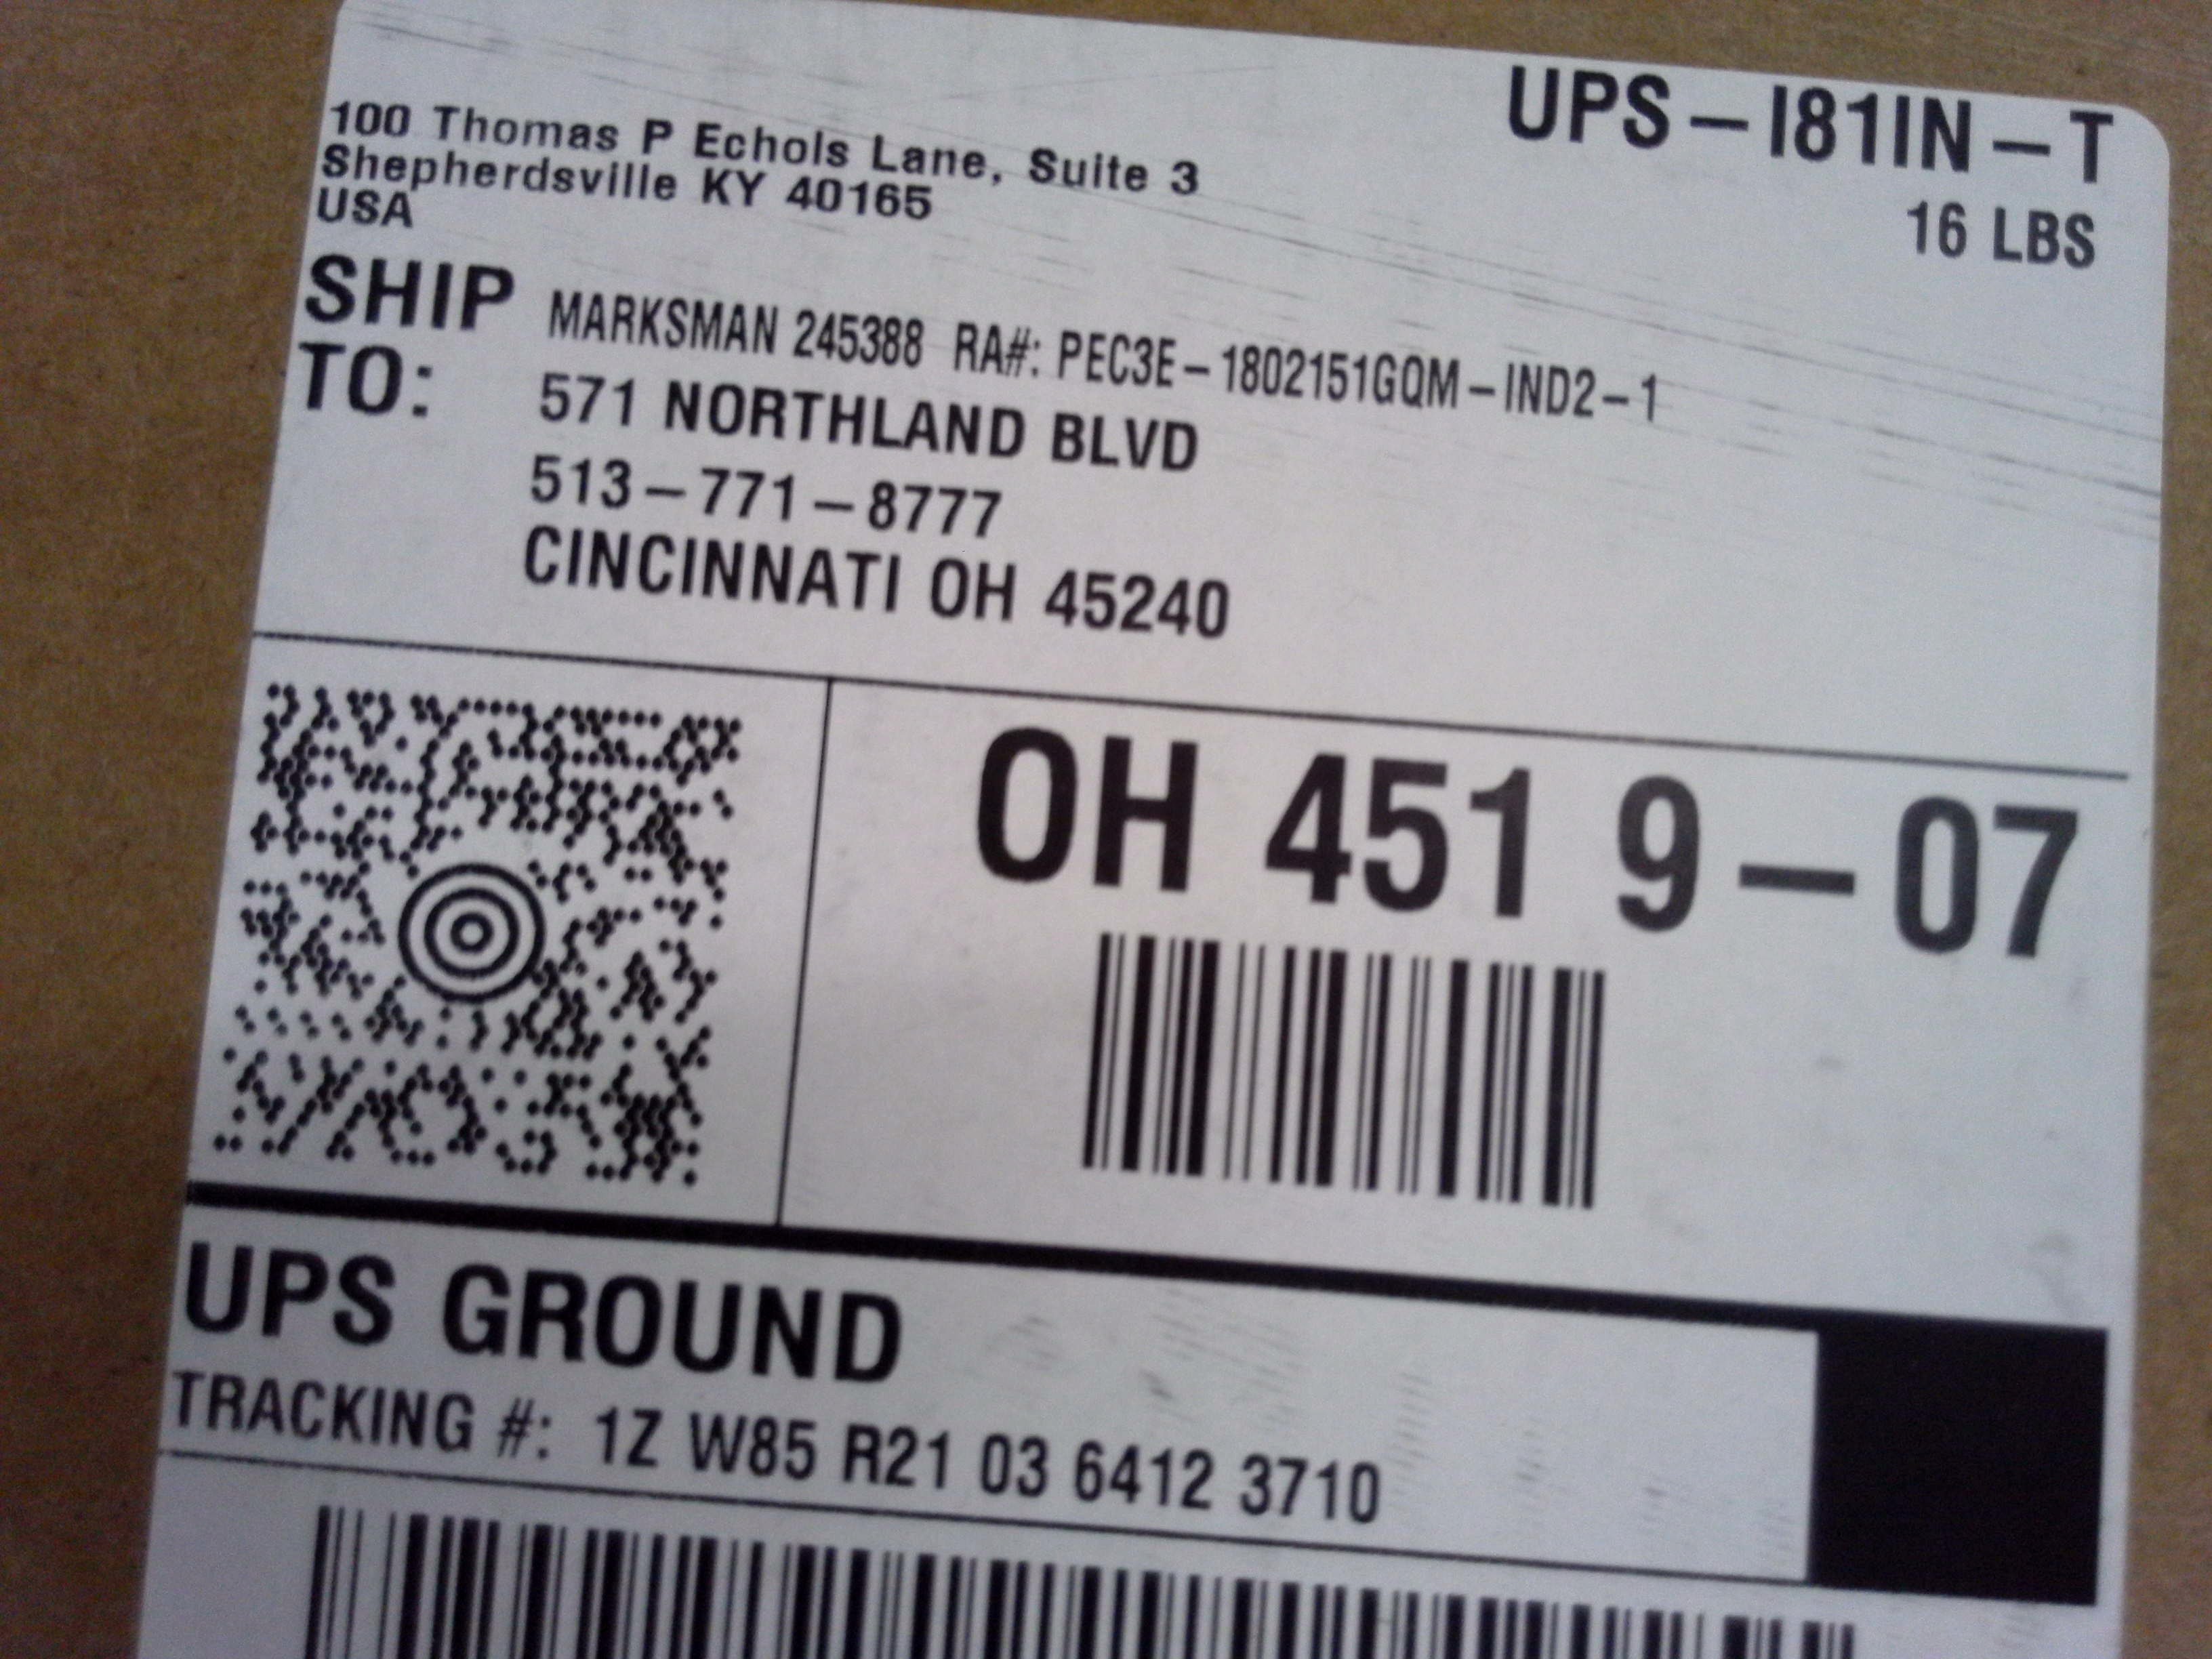 100 Thomas P Echols Lane, Suite 3
Shepherdsville KY 40165
USA
UPS-I81IN-T
16 LBS
SHIP TO:
MARKSMAN 245388 RA#: PEC3E-1802151GQM-IND2-1
571 NORTHLAND BLVD
513-771-8777
CINCINNATI OH 45240
OH 451 9-07
UPS GROUND
TRACKING #: 1Z W85 R21 03 6412 3710